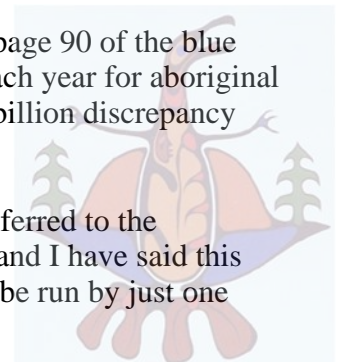 page 90 of the blue
ach year for aboriginal
billion discrepancy
ferred to the
and I have said this
be run by just one